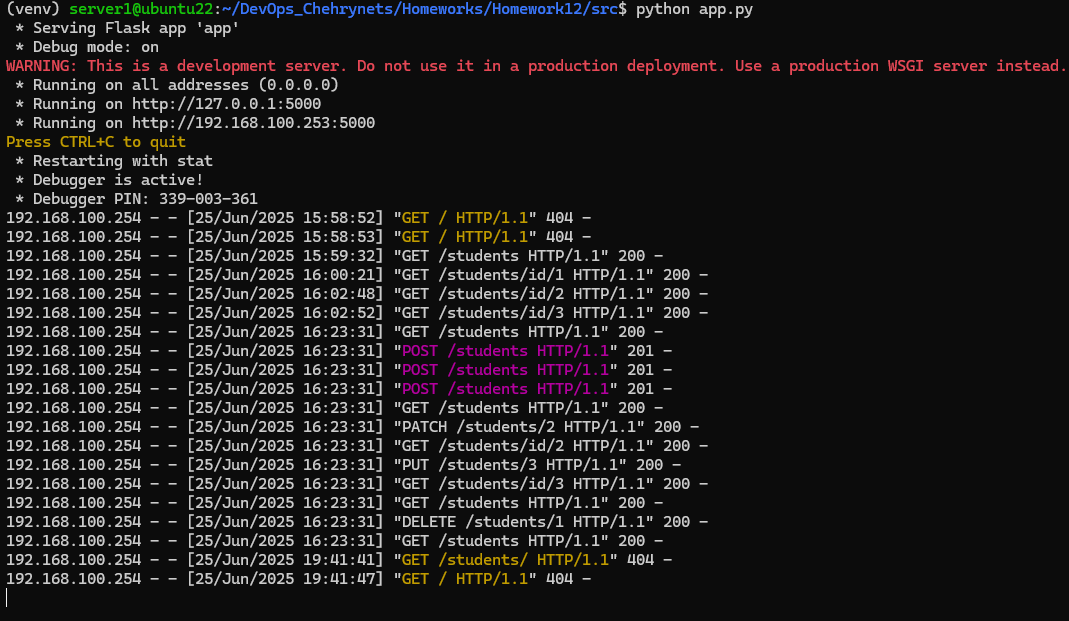 (venv) server1@ubuntu22:~/DevOps_Chehrynets/Homeworks/Homework12/src$ python app.py
 * Serving Flask app 'app'
 * Debug mode: on
WARNING: This is a development server. Do not use it in a production deployment. Use a production WSGI server instead.
 * Running on all addresses (0.0.0.0)
 * Running on http://127.0.0.1:5000
 * Running on http://192.168.100.253:5000
Press CTRL+C to quit
 * Restarting with stat
 * Debugger is active!
 * Debugger PIN: 339-003-361
192.168.100.254 - - [25/Jun/2025 15:58:52] "GET / HTTP/1.1" 404 -
192.168.100.254 - - [25/Jun/2025 15:58:53] "GET / HTTP/1.1" 404 -
192.168.100.254 - - [25/Jun/2025 15:59:32] "GET /students HTTP/1.1" 200 -
192.168.100.254 - - [25/Jun/2025 16:00:21] "GET /students/id/1 HTTP/1.1" 200 -
192.168.100.254 - - [25/Jun/2025 16:02:48] "GET /students/id/2 HTTP/1.1" 200 -
192.168.100.254 - - [25/Jun/2025 16:02:52] "GET /students/id/3 HTTP/1.1" 200 -
192.168.100.254 - - [25/Jun/2025 16:23:31] "GET /students HTTP/1.1" 200 -
192.168.100.254 - - [25/Jun/2025 16:23:31] "POST /students HTTP/1.1" 201 -
192.168.100.254 - - [25/Jun/2025 16:23:31] "POST /students HTTP/1.1" 201 -
192.168.100.254 - - [25/Jun/2025 16:23:31] "POST /students HTTP/1.1" 201 -
192.168.100.254 - - [25/Jun/2025 16:23:31] "GET /students HTTP/1.1" 200 -
192.168.100.254 - - [25/Jun/2025 16:23:31] "PATCH /students/2 HTTP/1.1" 200 -
192.168.100.254 - - [25/Jun/2025 16:23:31] "GET /students/id/2 HTTP/1.1" 200 -
192.168.100.254 - - [25/Jun/2025 16:23:31] "PUT /students/3 HTTP/1.1" 200 -
192.168.100.254 - - [25/Jun/2025 16:23:31] "GET /students/id/3 HTTP/1.1" 200 -
192.168.100.254 - - [25/Jun/2025 16:23:31] "GET /students HTTP/1.1" 200 -
192.168.100.254 - - [25/Jun/2025 16:23:31] "DELETE /students/1 HTTP/1.1" 200 -
192.168.100.254 - - [25/Jun/2025 16:23:31] "GET /students HTTP/1.1" 200 -
192.168.100.254 - - [25/Jun/2025 19:41:41] "GET /students/ HTTP/1.1" 404 -
192.168.100.254 - - [25/Jun/2025 19:41:47] "GET / HTTP/1.1" 404 -